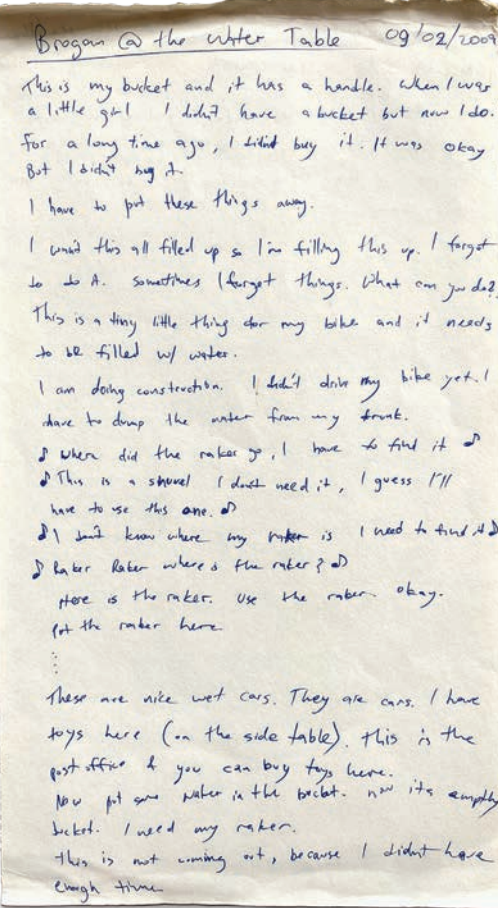 Brogan @ the Water Table 09/02/2009
This is my bucket and it has a handle. When I was
a little girl I didn't have a bucket but now I do.
for a long time ago, I didn't buy it. It was okay
But I didn't buy it.
I have to put these things away.
I want this all filled up so I'm filling this up. I forgot
to do it. sometimes I forget things. What can you do?
This is a tiny little thing for my bike and it needs
to be filled w/ water.
I am doing construction. I didn't drive my bike yet. I
have to dump the water from my trunk.
♪ where did the raker go, I have to find it ♪
♪ This is a shuvel I don't need it, I guess I'll
have to use this one. ♪
♪ I don't know where my raker is I need to find it ♪
♪ Raker Raker where's the raker? ♪
Here is the raker. Use the raker okay.
Put the raker here.
⋮
These are nice wet cars. They are cars. I have
toys here (on the side table). this is the
post office & you can buy toys here.
Now put some water in the bucket. now its empthy
bucket. I need my raker.
this is not coming out, because I didn't have
enough time